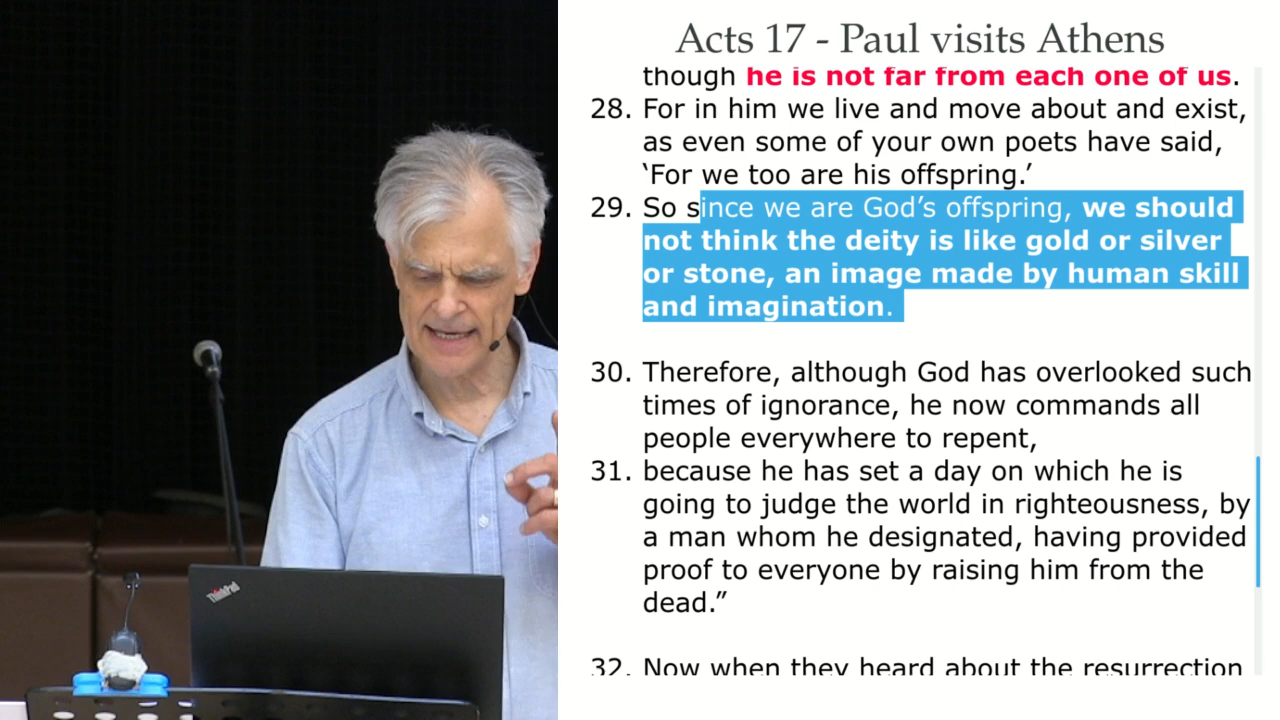 Acts 17 - Paul visits Athens
though he is not far from each one of us.
28. For in him we live and move about and exist,
as even some of your own poets have said,
‘For we too are his offspring.’
29. So since we are God’s offspring, we should
not think the deity is like gold or silver
or stone, an image made by human skill
and imagination.
30. Therefore, although God has overlooked such
times of ignorance, he now commands all
people everywhere to repent,
31. because he has set a day on which he is
going to judge the world in righteousness, by
a man whom he designated, having provided
proof to everyone by raising him from the
dead.”
32. Now when they heard about the resurrection
ThinkPad